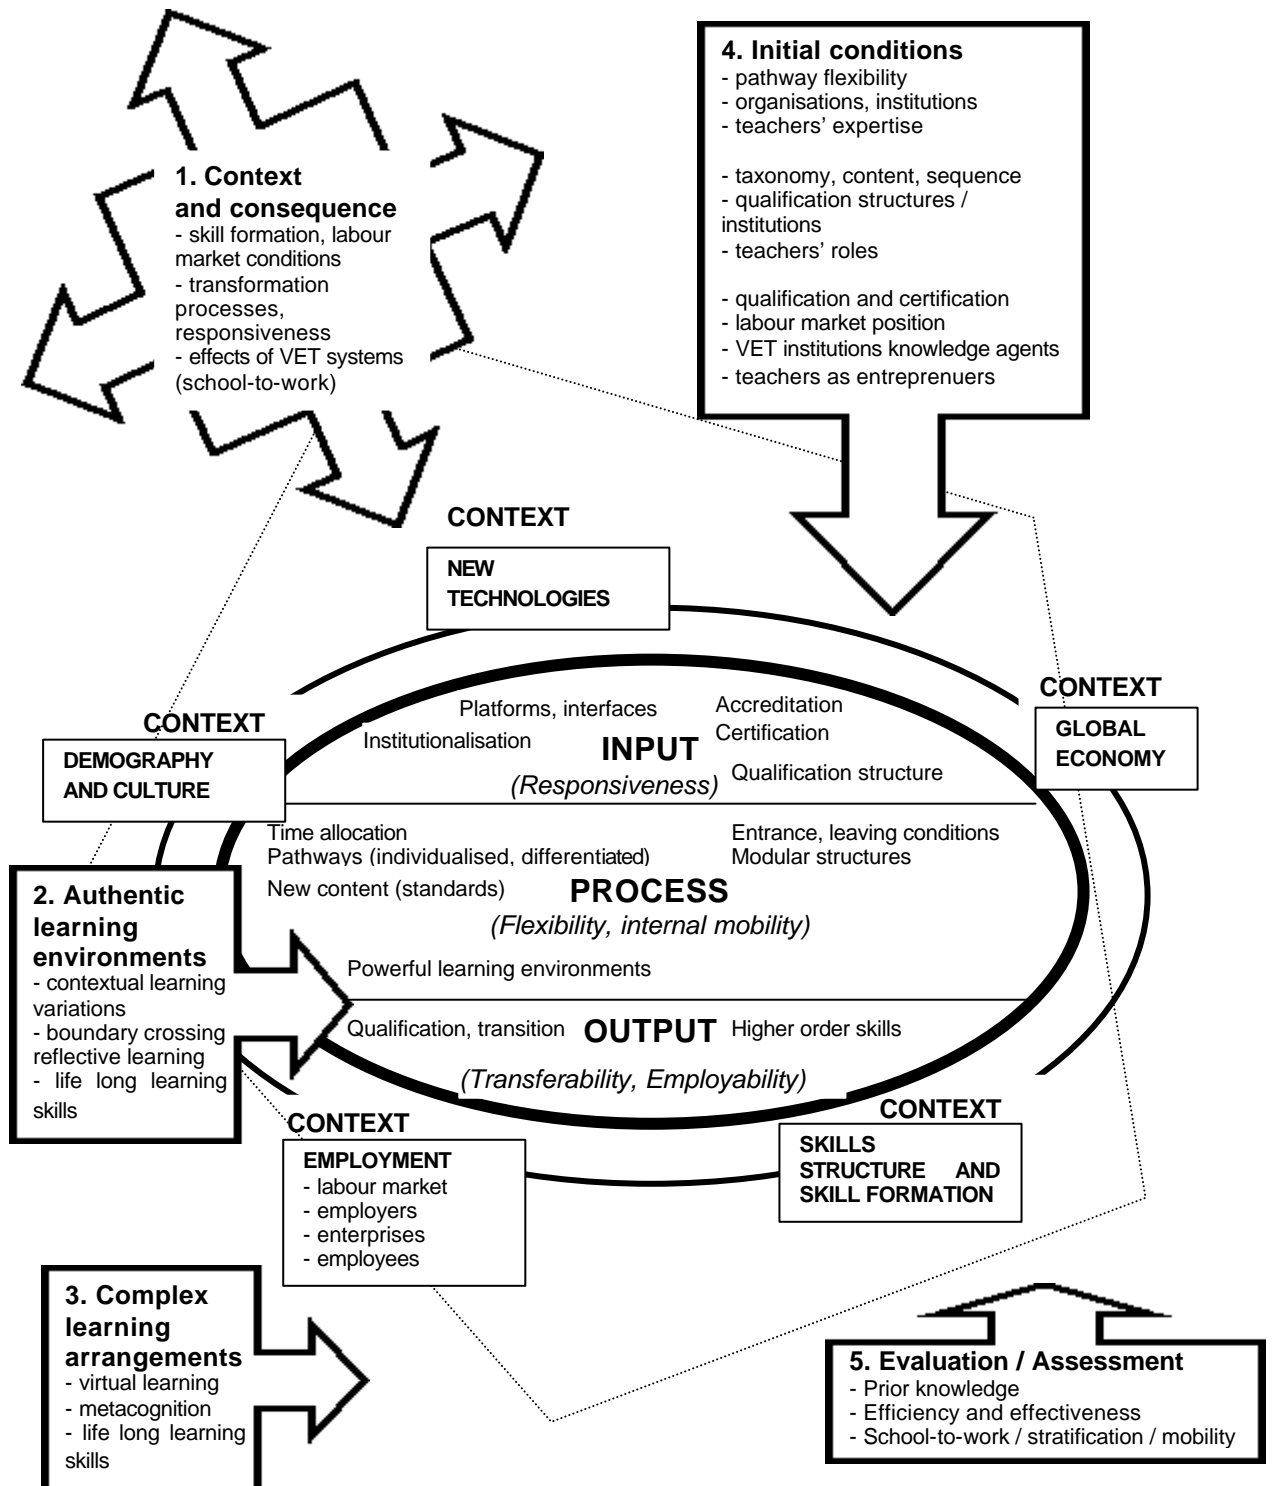 1. Context
and consequence
- skill formation, labour
market conditions
- transformation
processes,
responsiveness
- effects of VET systems
(school-to-work)
4. Initial conditions
- pathway flexibility
- organisations, institutions
- teachers’ expertise
- taxonomy, content, sequence
- qualification structures /
institutions
- teachers’ roles
- qualification and certification
- labour market position
- VET institutions knowledge agents
- teachers as entreprenuers
CONTEXT
NEW
TECHNOLOGIES
CONTEXT
GLOBAL
ECONOMY
CONTEXT
DEMOGRAPHY
AND CULTURE
Platforms, interfaces
Institutionalisation
INPUT
(Responsiveness)
Accreditation
Certification
Qualification structure
Time allocation
Pathways (individualised, differentiated)
New content (standards)
Entrance, leaving conditions
Modular structures
PROCESS
(Flexibility, internal mobility)
Powerful learning environments
Qualification, transition
OUTPUT
Higher order skills
(Transferability, Employability)
2. Authentic
learning
environments
- contextual learning
variations
- boundary crossing
reflective learning
- life long learning
skills
CONTEXT
EMPLOYMENT
- labour market
- employers
- enterprises
- employees
CONTEXT
SKILLS
STRUCTURE AND
SKILL FORMATION
3. Complex
learning
arrangements
- virtual learning
- metacognition
- life long learning
skills
5. Evaluation / Assessment
- Prior knowledge
- Efficiency and effectiveness
- School-to-work / stratification / mobility